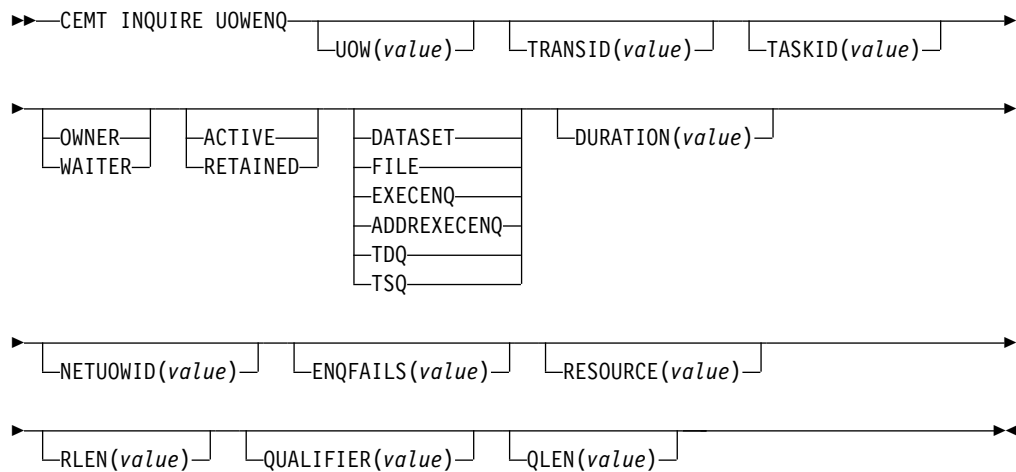 CEMT INQUIRE UOWENQ
UOW(value) TRANSID(value) TASKID(value)
OWNER ACTIVE DATASET DURATION(value)
WAITER RETAINED FILE
EXECENQ
ADDREXECENQ
TDQ
TSQ
NETUOWID(value) ENQFAILS(value) RESOURCE(value)
RLEN(value) QUALIFIER(value) QLEN(value)